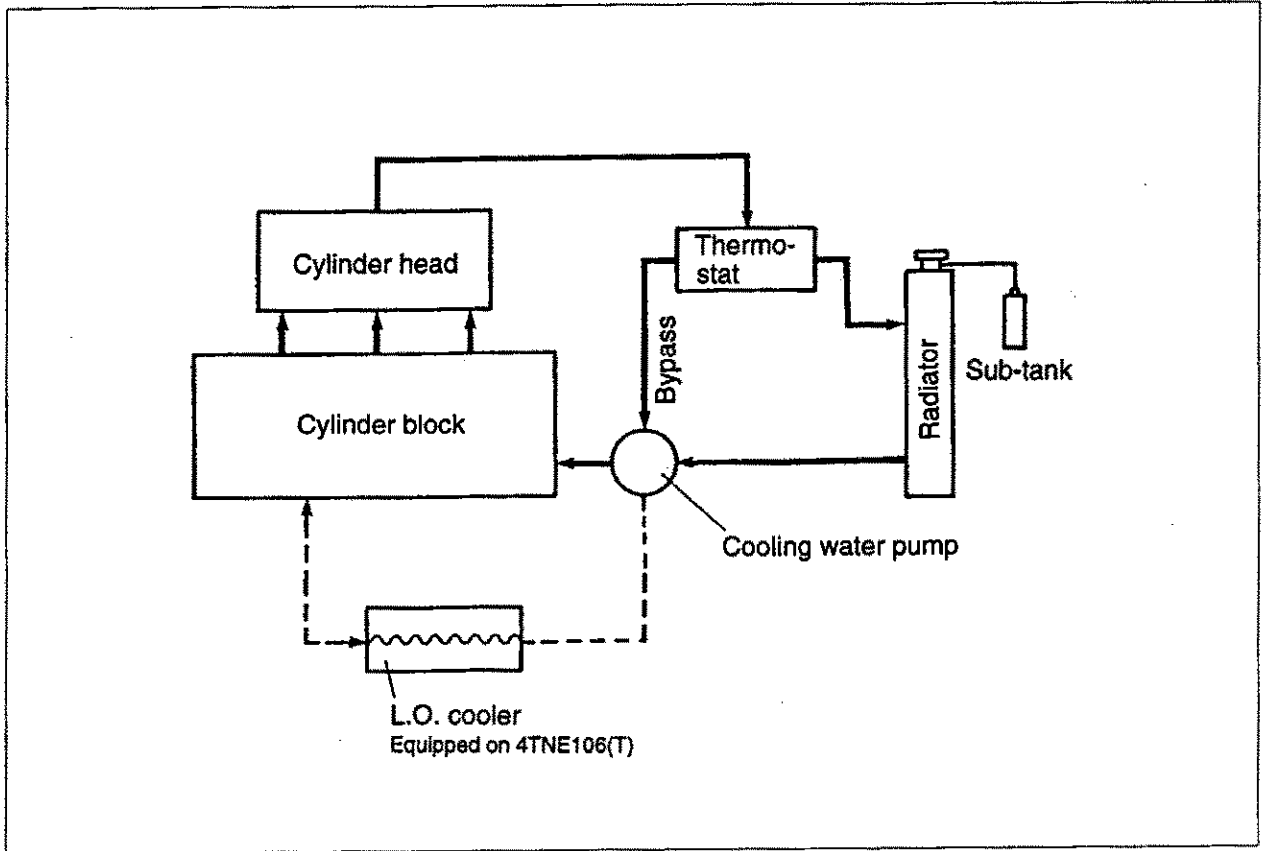 Cylinder head
Thermo-
stat
Bypass
Radiator
Sub-tank
Cylinder block
Cooling water pump
L.O. cooler
Equipped on 4TNE106(T)